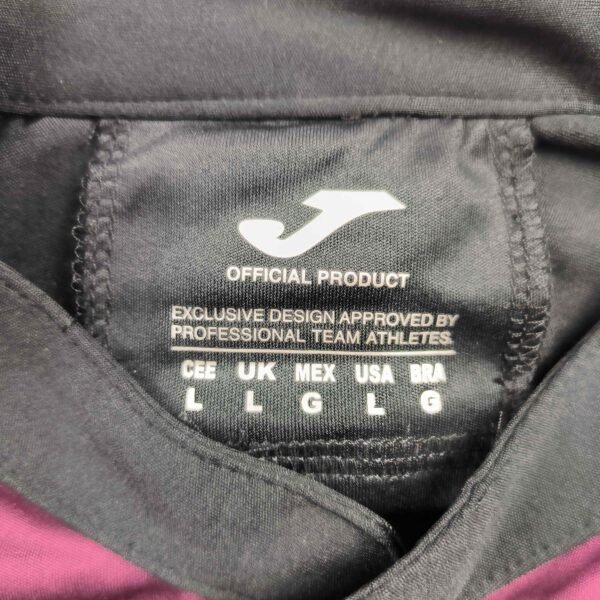 OFFICIAL PRODUCT
EXCLUSIVE DESIGN APPROVED BY
PROFESSIONAL TEAM ATHLETES.
CEE UK MEX USA BRA
L L G L G